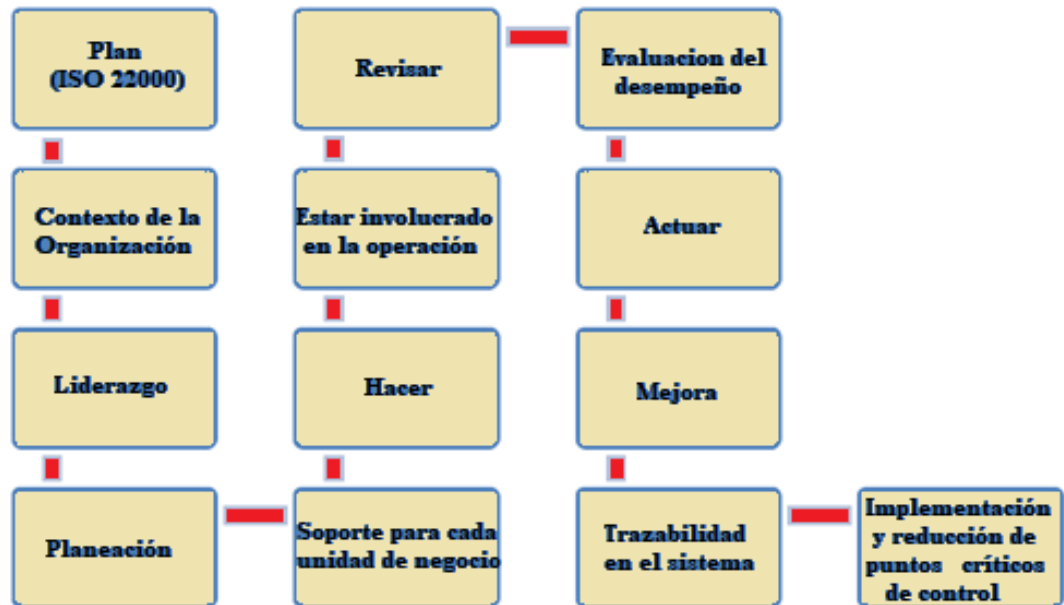 Plan
(ISO 22000)
Contexto de la
Organización
Liderazgo
Planeación
Soporte para cada
unidad de negocio
Hacer
Estar involucrado
en la operación
Revisar
Evaluacion del
desempeño
Actuar
Mejora
Trazabilidad
en el sistema
Implementación
y reducción de
puntos críticos
de control